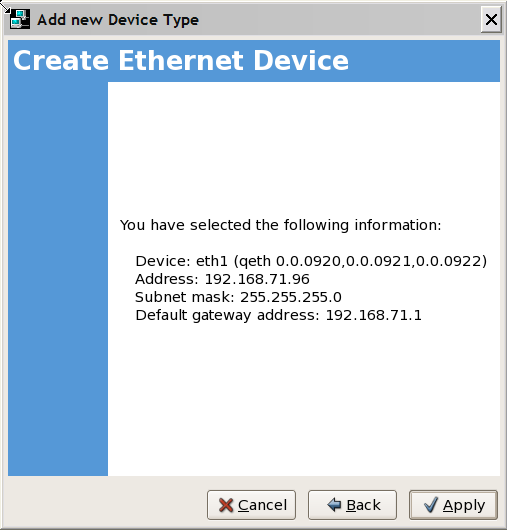 Add new Device Type
Create Ethernet Device
You have selected the following information:
Device: eth1 (qeth 0.0.0920,0.0.0921,0.0.0922)
Address: 192.168.71.96
Subnet mask: 255.255.255.0
Default gateway address: 192.168.71.1
Cancel
Back
Apply